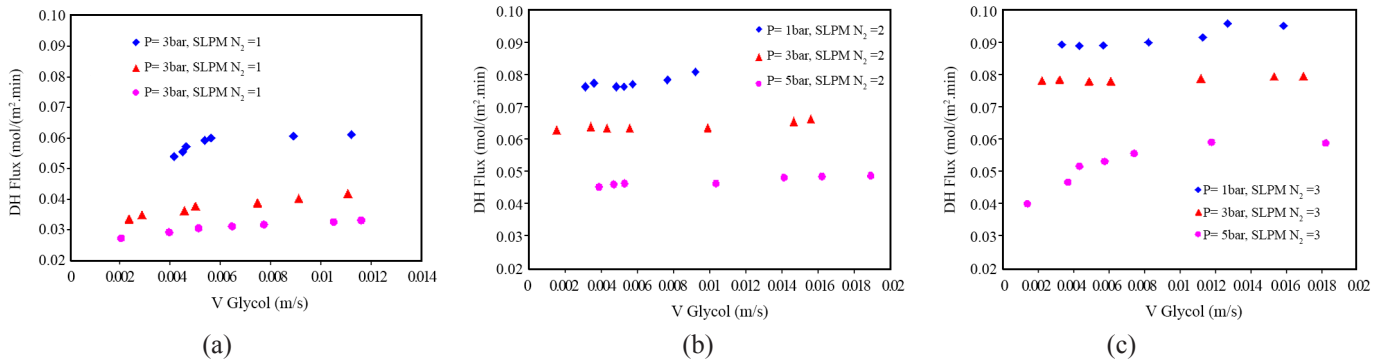 DH Flux (mol/(m².min)
0.10
0.09
0.08
0.07
0.06
0.05
0.04
0.03
0.02
P= 3bar, SLPM N₂ =1
P= 3bar, SLPM N₂ =1
P= 3bar, SLPM N₂ =1
0 0.002 0.004 0.006 0.008 0.01 0.012 0.014
V Glycol (m/s)
(a)
DH Flux (mol/(m².min)
0.10
0.09
0.08
0.07
0.06
0.05
0.04
0.03
0.02
P= 1bar, SLPM N₂ =2
P= 3bar, SLPM N₂ =2
P= 5bar, SLPM N₂ =2
0 0.002 0.004 0.006 0.008 0.01 0.012 0.014 0.016 0.018 0.02
V Glycol (m/s)
(b)
DH Flux (mol/(m².min)
0.10
0.09
0.08
0.07
0.06
0.05
0.04
0.03
0.02
P= 1bar, SLPM N₂ =3
P= 3bar, SLPM N₂ =3
P= 5bar, SLPM N₂ =3
0 0.002 0.004 0.006 0.008 0.01 0.012 0.014 0.016 0.018 0.02
V Glycol (m/s)
(c)